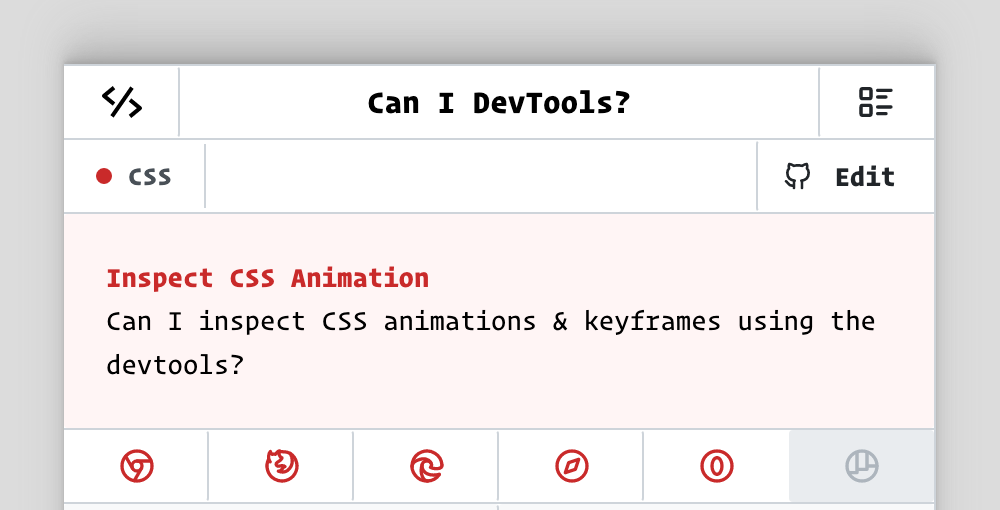 Can I DevTools?
CSS
Edit
Inspect CSS Animation
Can I inspect CSS animations & keyframes using the
devtools?